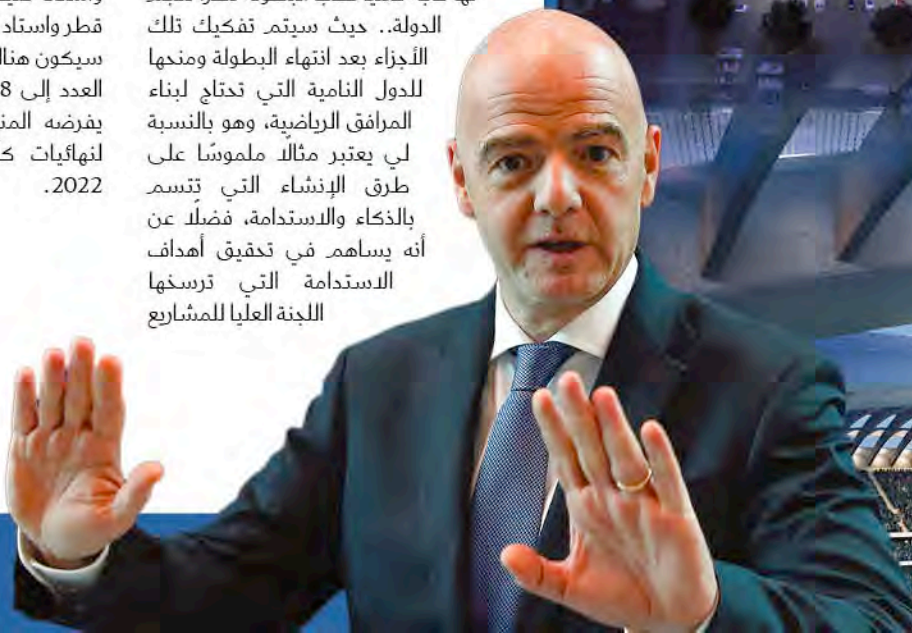 الدولة.. حيث سيتم تفكيك تلك
الأجزاء بعد انتهاء البطولة ومنحها
للدول النامية التي تحتاج لبناء
المرافق الرياضية، وهو بالنسبة
لي يعتبر مثالًا ملموسًا على
طرق الإنشاء التي تتسم
بالذكاء والاستدامة، فضلًا عن
أنه يساهم في تحقيق أهداف
الاستدامة التي ترسخها
اللجنة العليا للمشاريع
قطر واستاد
سيكون هنا
العدد إلى 8
يفرضه
لنهائيات
2022.